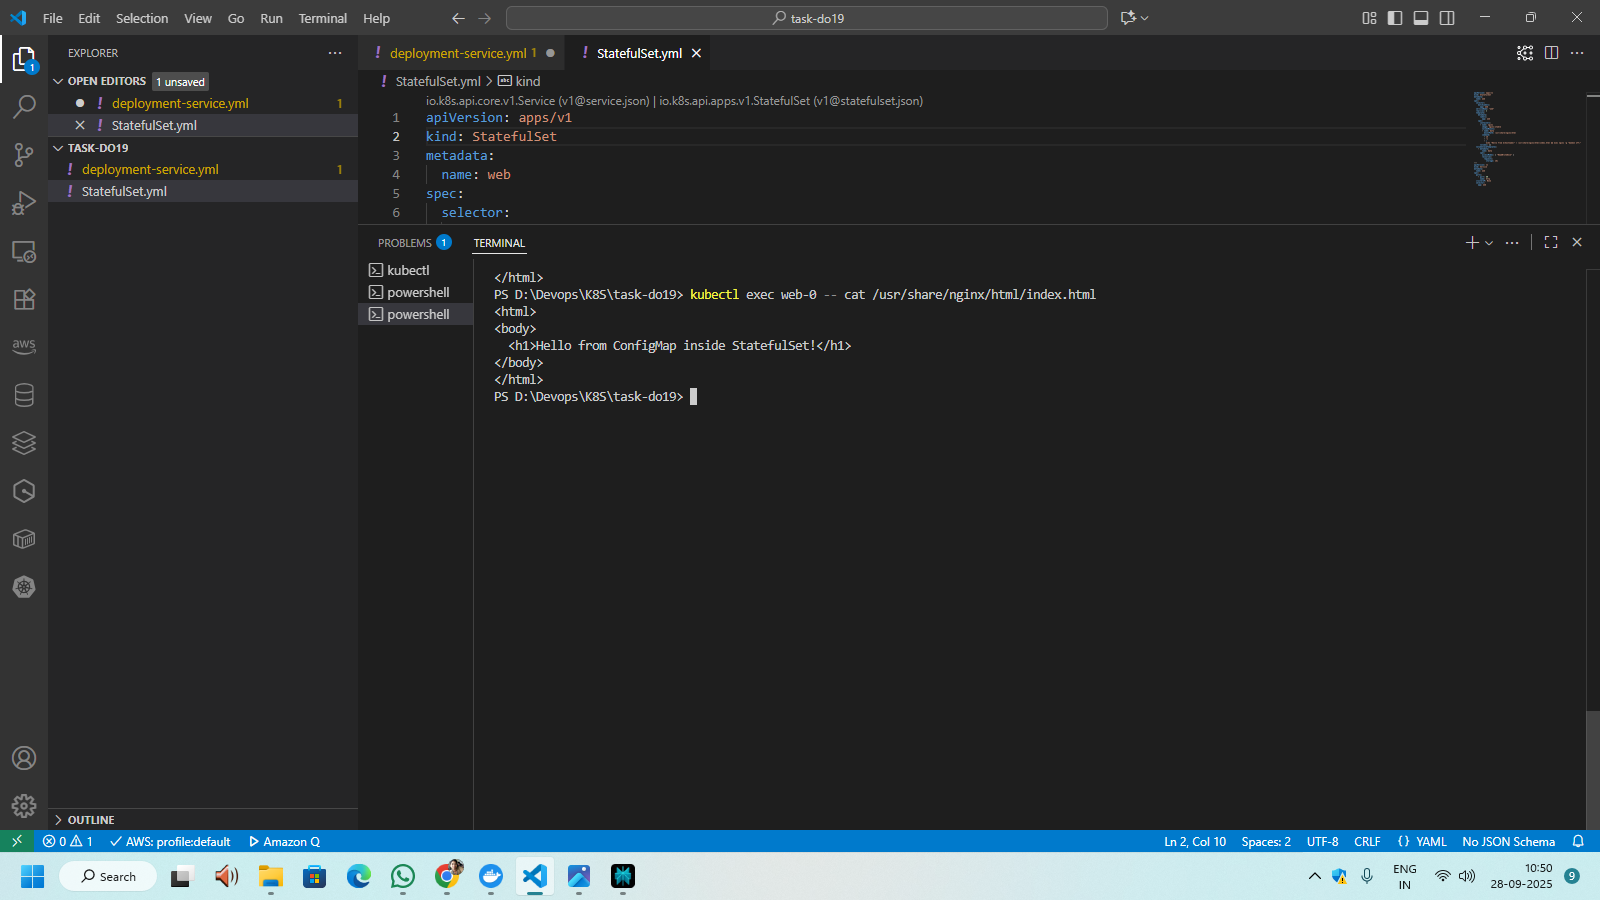 File Edit Selection View Go Run Terminal Help
task-do19
EXPLORER
OPEN EDITORS 1 unsaved
deployment-service.yml 1
StatefulSet.yml
TASK-DO19
deployment-service.yml 1
StatefulSet.yml
OUTLINE
aws
1
deployment-service.yml 1
StatefulSet.yml
StatefulSet.yml > kind
io.k8s.api.core.v1.Service (v1@service.json) | io.k8s.api.apps.v1.StatefulSet (v1@statefulset.json)
1 apiVersion: apps/v1
2 kind: StatefulSet
3 metadata:
4 name: web
5 spec:
6 selector:
PROBLEMS 1 TERMINAL
kubectl
powershell
powershell
</html>
PS D:\Devops\K8S\task-do19> kubectl exec web-0 -- cat /usr/share/nginx/html/index.html
<html>
<body>
<h1>Hello from ConfigMap inside StatefulSet!</h1>
</body>
</html>
PS D:\Devops\K8S\task-do19>
0 1 AWS: profile:default Amazon Q
Ln 2, Col 10 Spaces: 2 UTF-8 CRLF {} YAML No JSON Schema
Search
ENG
IN
10:50
28-09-2025
9